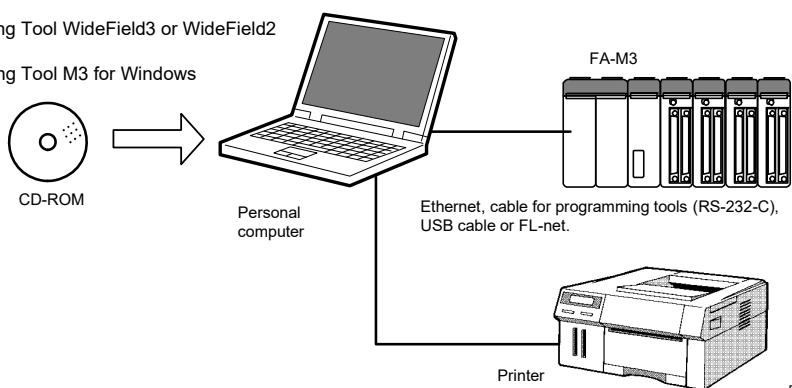 ng Tool WideField3 or WideField2
ng Tool M3 for Windows
FA-M3
CD-ROM
Personal
computer
Ethernet, cable for programming tools (RS-232-C),
USB cable or FL-net.
Printer